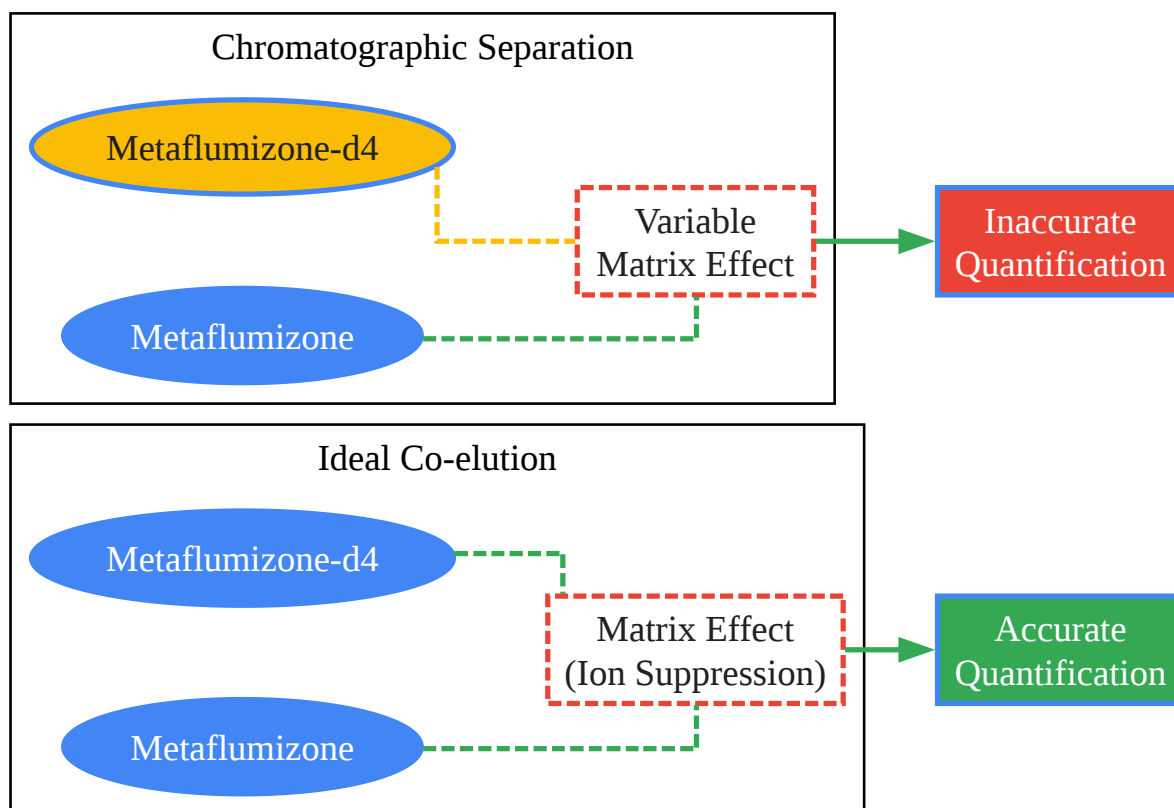 Chromatographic Separation
Metaflumizone-d4
Variable
Matrix Effect
Inaccurate
Quantification
Metaflumizone
Ideal Co-elution
Metaflumizone-d4
Matrix Effect
(Ion Suppression)
Accurate
Quantification
Metaflumizone